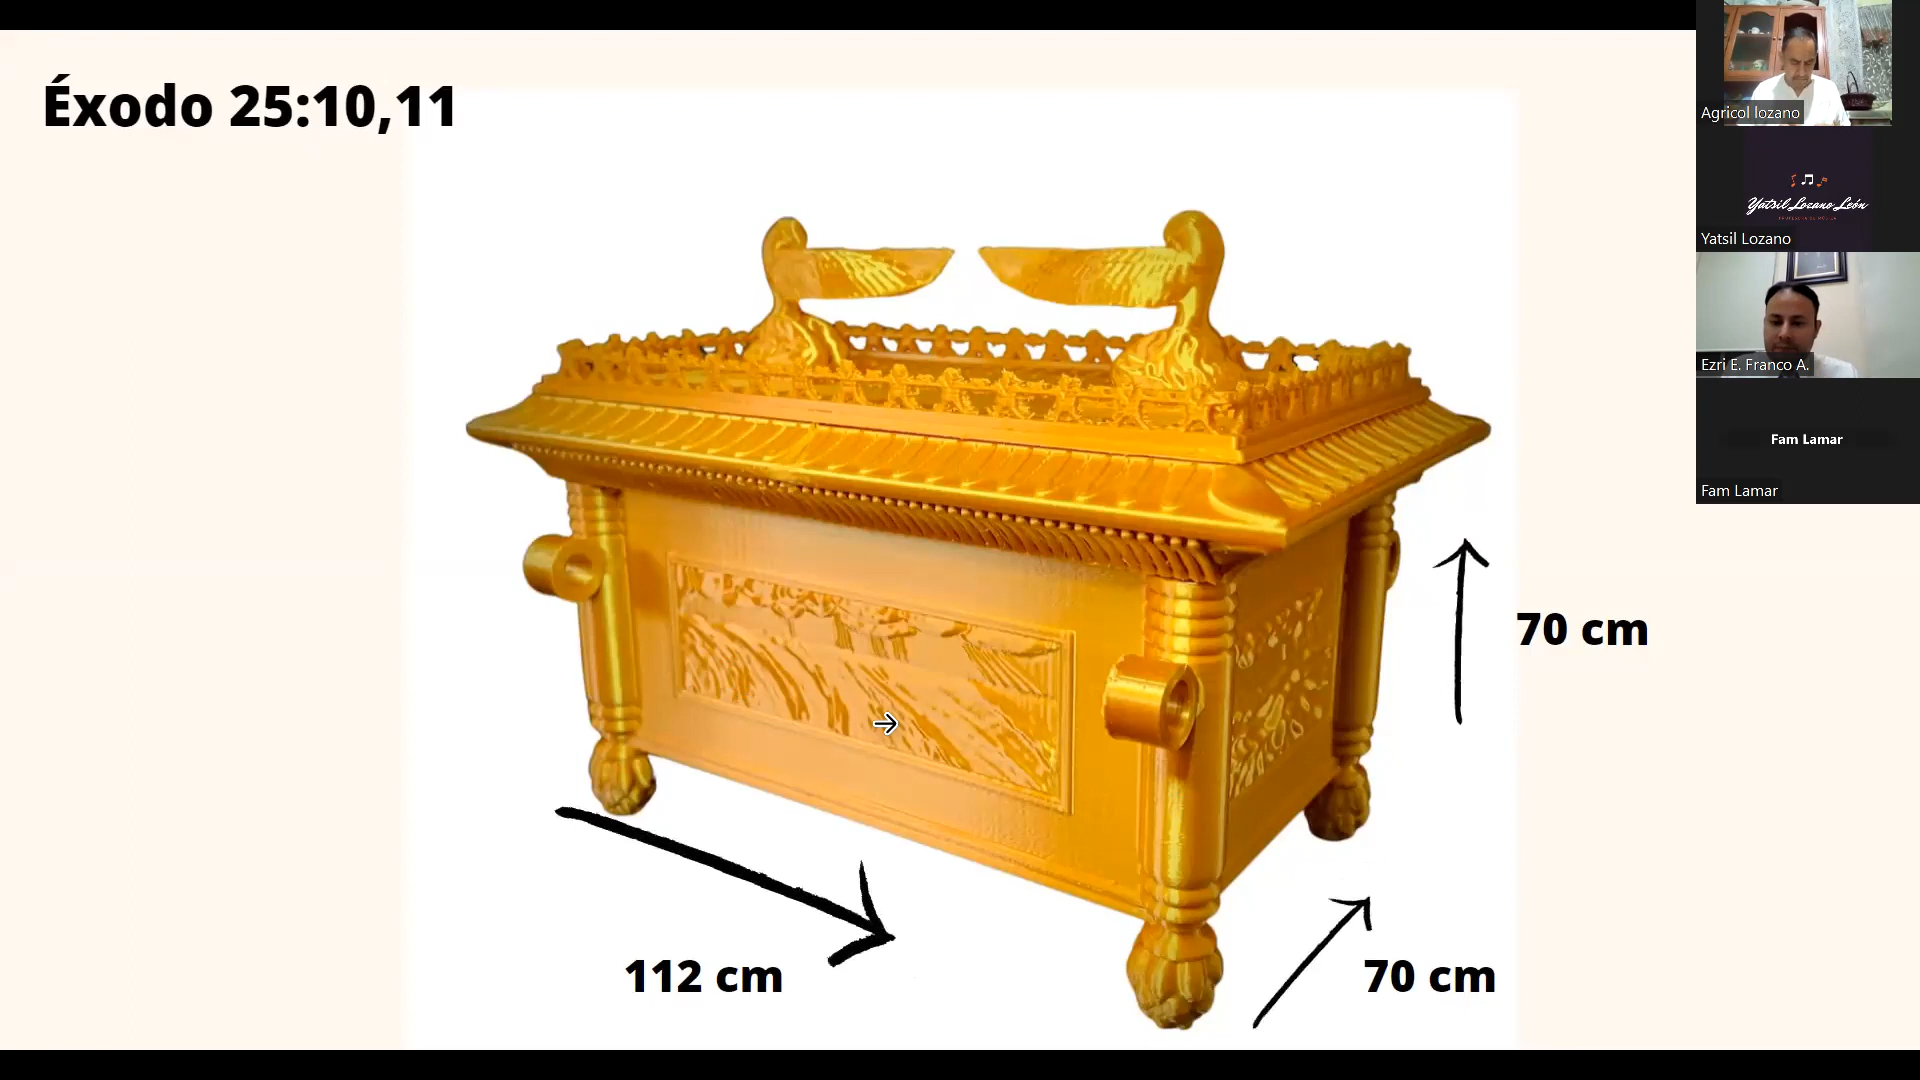 Éxodo 25:10,11
70 cm
112 cm
70 cm
Agricol lozano
Yatsil Lozano León
Yatsil Lozano
Ezri E. Franco A.
Fam Lamar
Fam Lamar